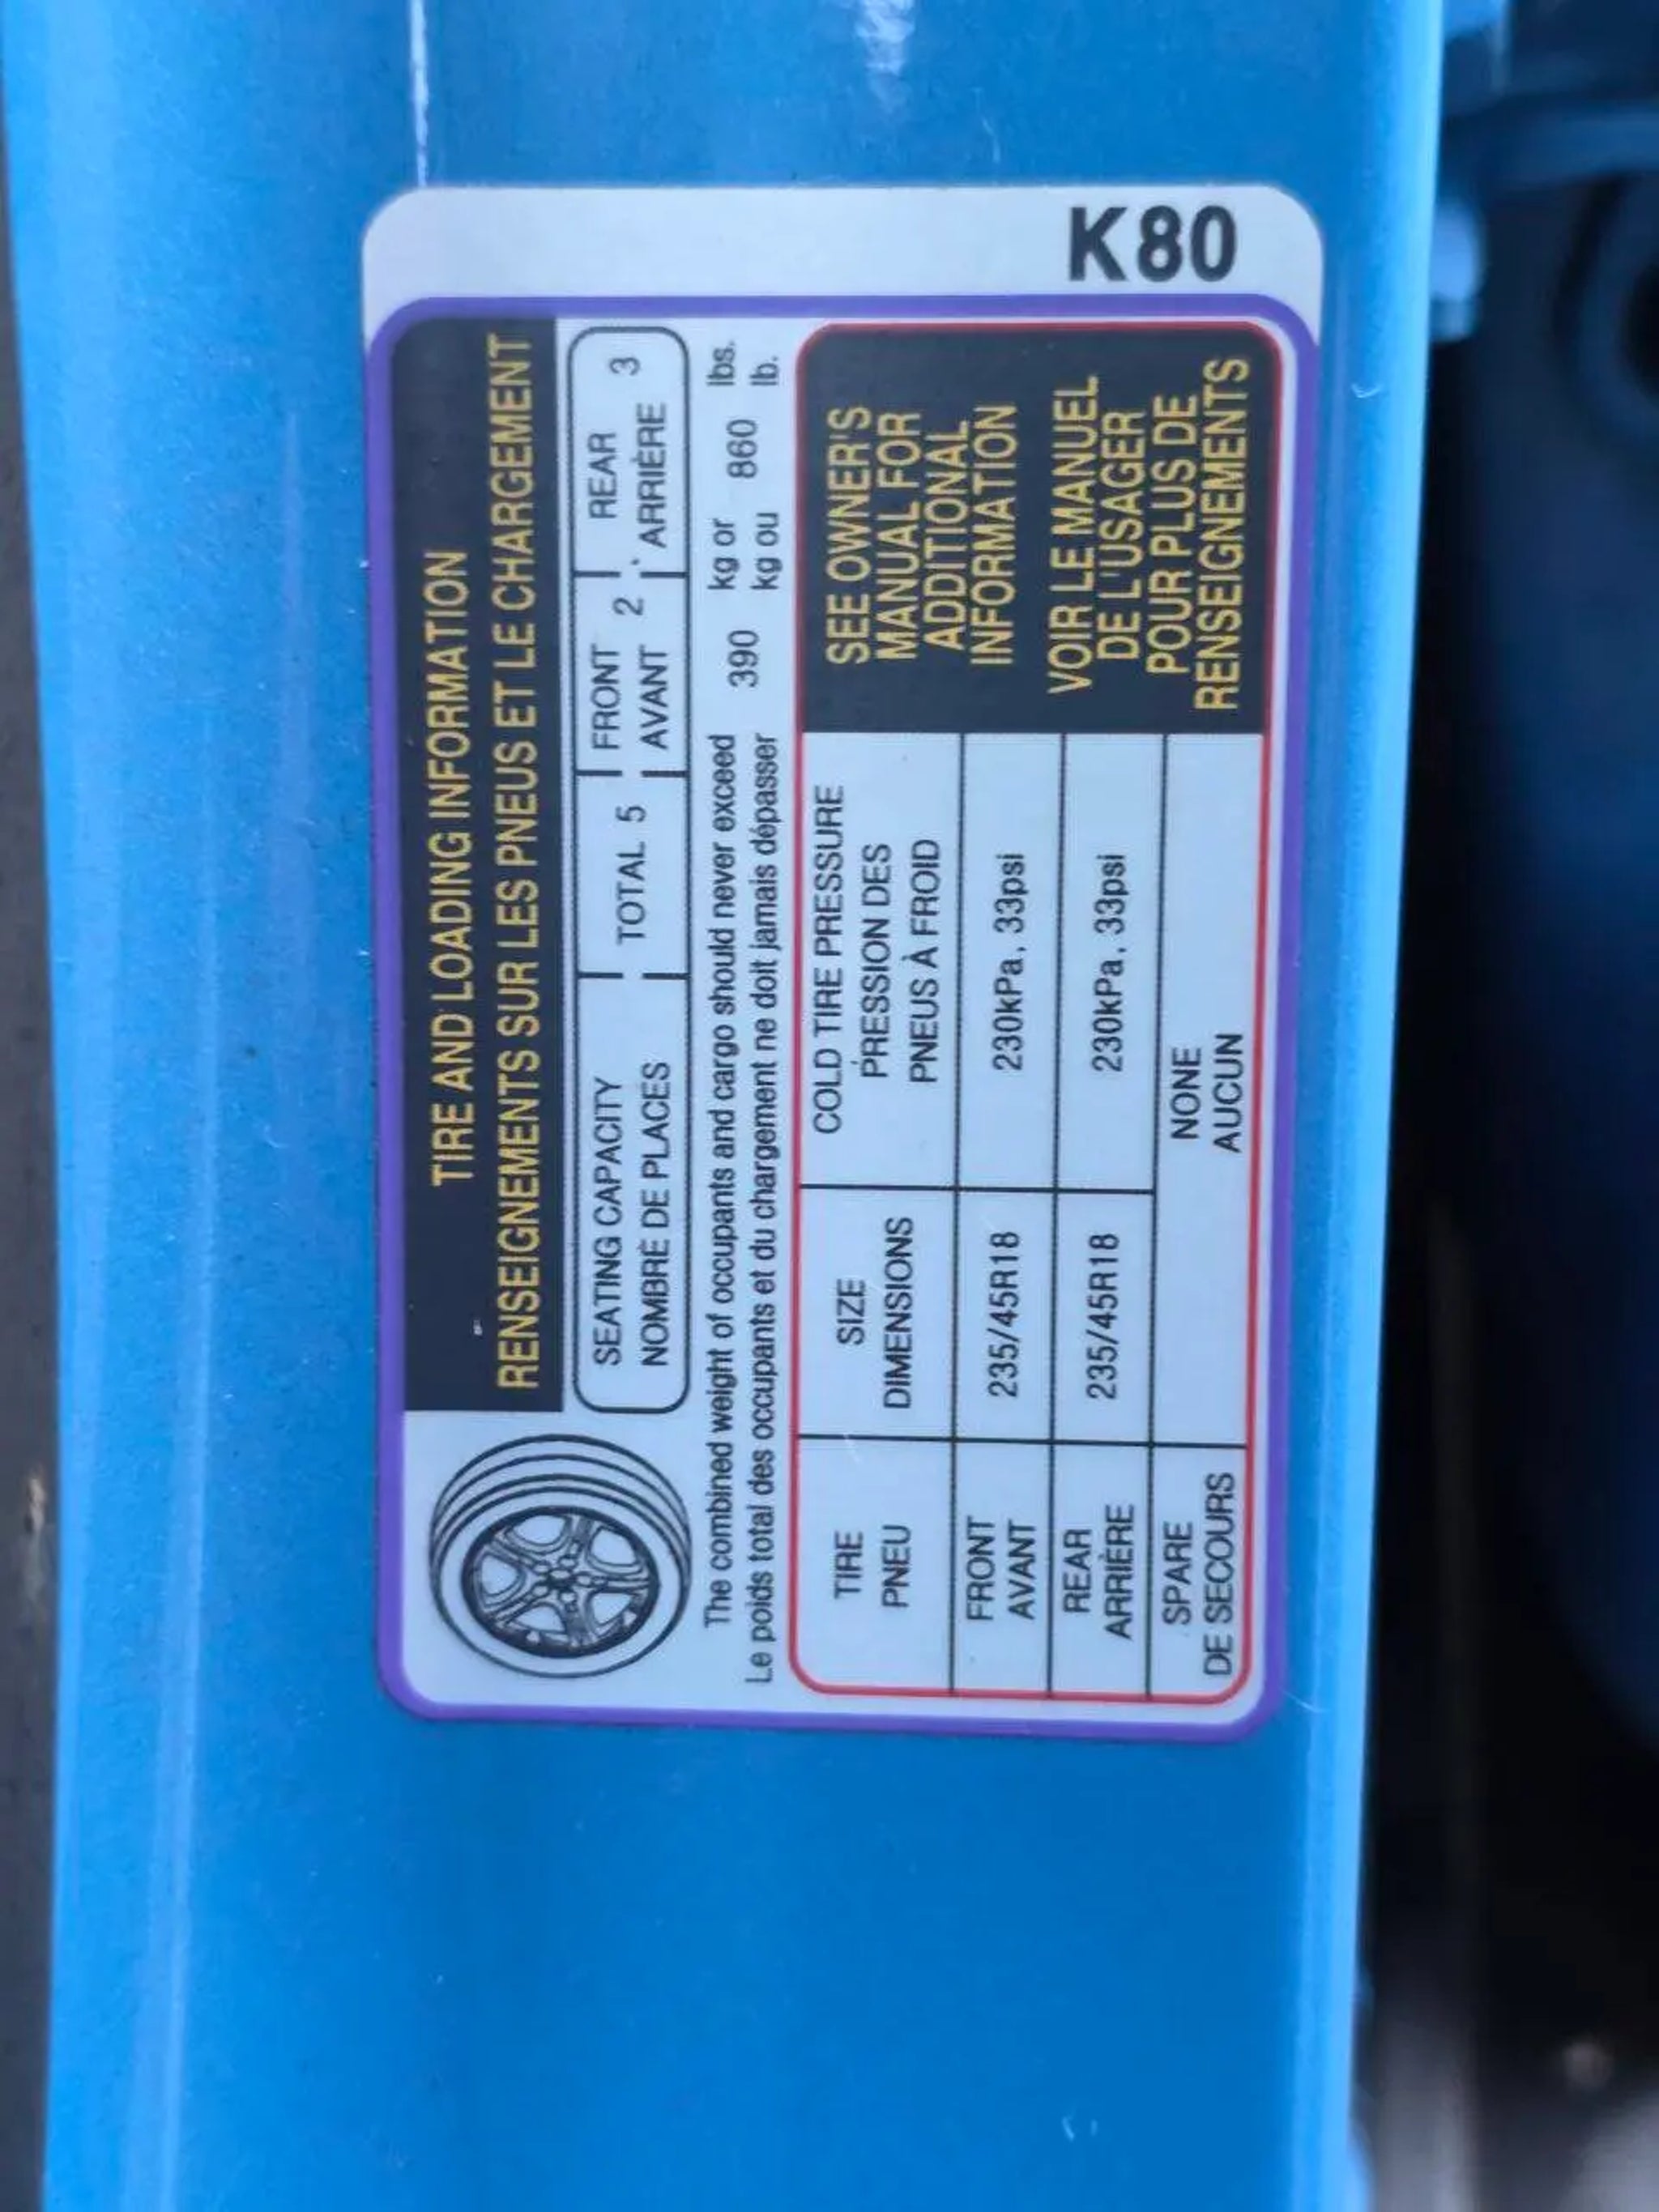 TIRE AND LOADING INFORMATION
RENSEIGNEMENTS SUR LES PNEUS ET LE CHARGEMENT
SEATING CAPACITY
NOMBRE DE PLACES
TOTAL 5
FRONT
AVANT 2
REAR
ARRIÈRE 3
The combined weight of occupants and cargo should never exceed 390 kg or 860 lbs.
Le poids total des occupants et du chargement ne doit jamais dépasser kg ou lb.
TIRE
PNEU
SIZE
DIMENSIONS
COLD TIRE PRESSURE
PRESSION DES
PNEUS À FROID
FRONT
AVANT
235/45R18
230kPa, 33psi
REAR
ARRIÈRE
235/45R18
230kPa, 33psi
SPARE
DE SECOURS
NONE
AUCUN
SEE OWNER'S
MANUAL FOR
ADDITIONAL
INFORMATION
VOIR LE MANUEL
DE L'USAGER
POUR PLUS DE
RENSEIGNEMENTS
K80